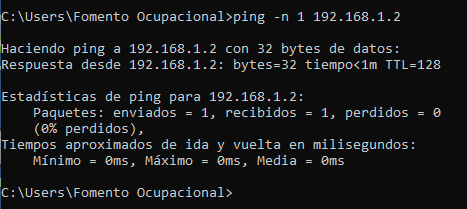 C:\Users\Fomento Ocupacional>ping -n 1 192.168.1.2
Haciendo ping a 192.168.1.2 con 32 bytes de datos:
Respuesta desde 192.168.1.2: bytes=32 tiempo<1m TTL=128
Estadísticas de ping para 192.168.1.2:
Paquetes: enviados = 1, recibidos = 1, perdidos = 0
(0% perdidos),
Tiempos aproximados de ida y vuelta en milisegundos:
Mínimo = 0ms, Máximo = 0ms, Media = 0ms
C:\Users\Fomento Ocupacional>